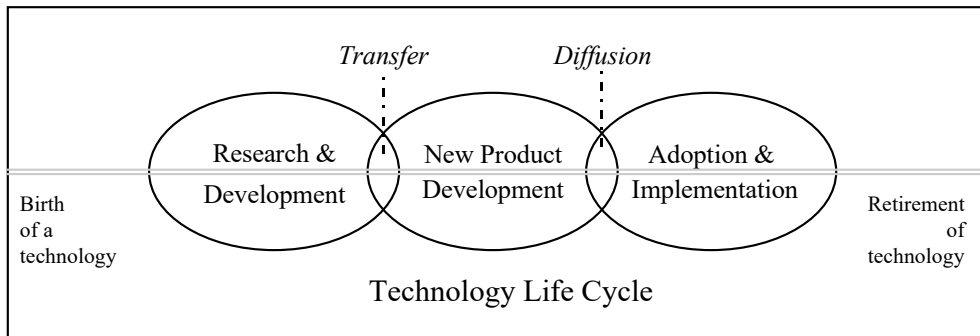 Transfer
Diffusion
Research &
Development
New Product
Development
Adoption &
Implementation
Birth
of a
technology
Retirement
of
technology
Technology Life Cycle